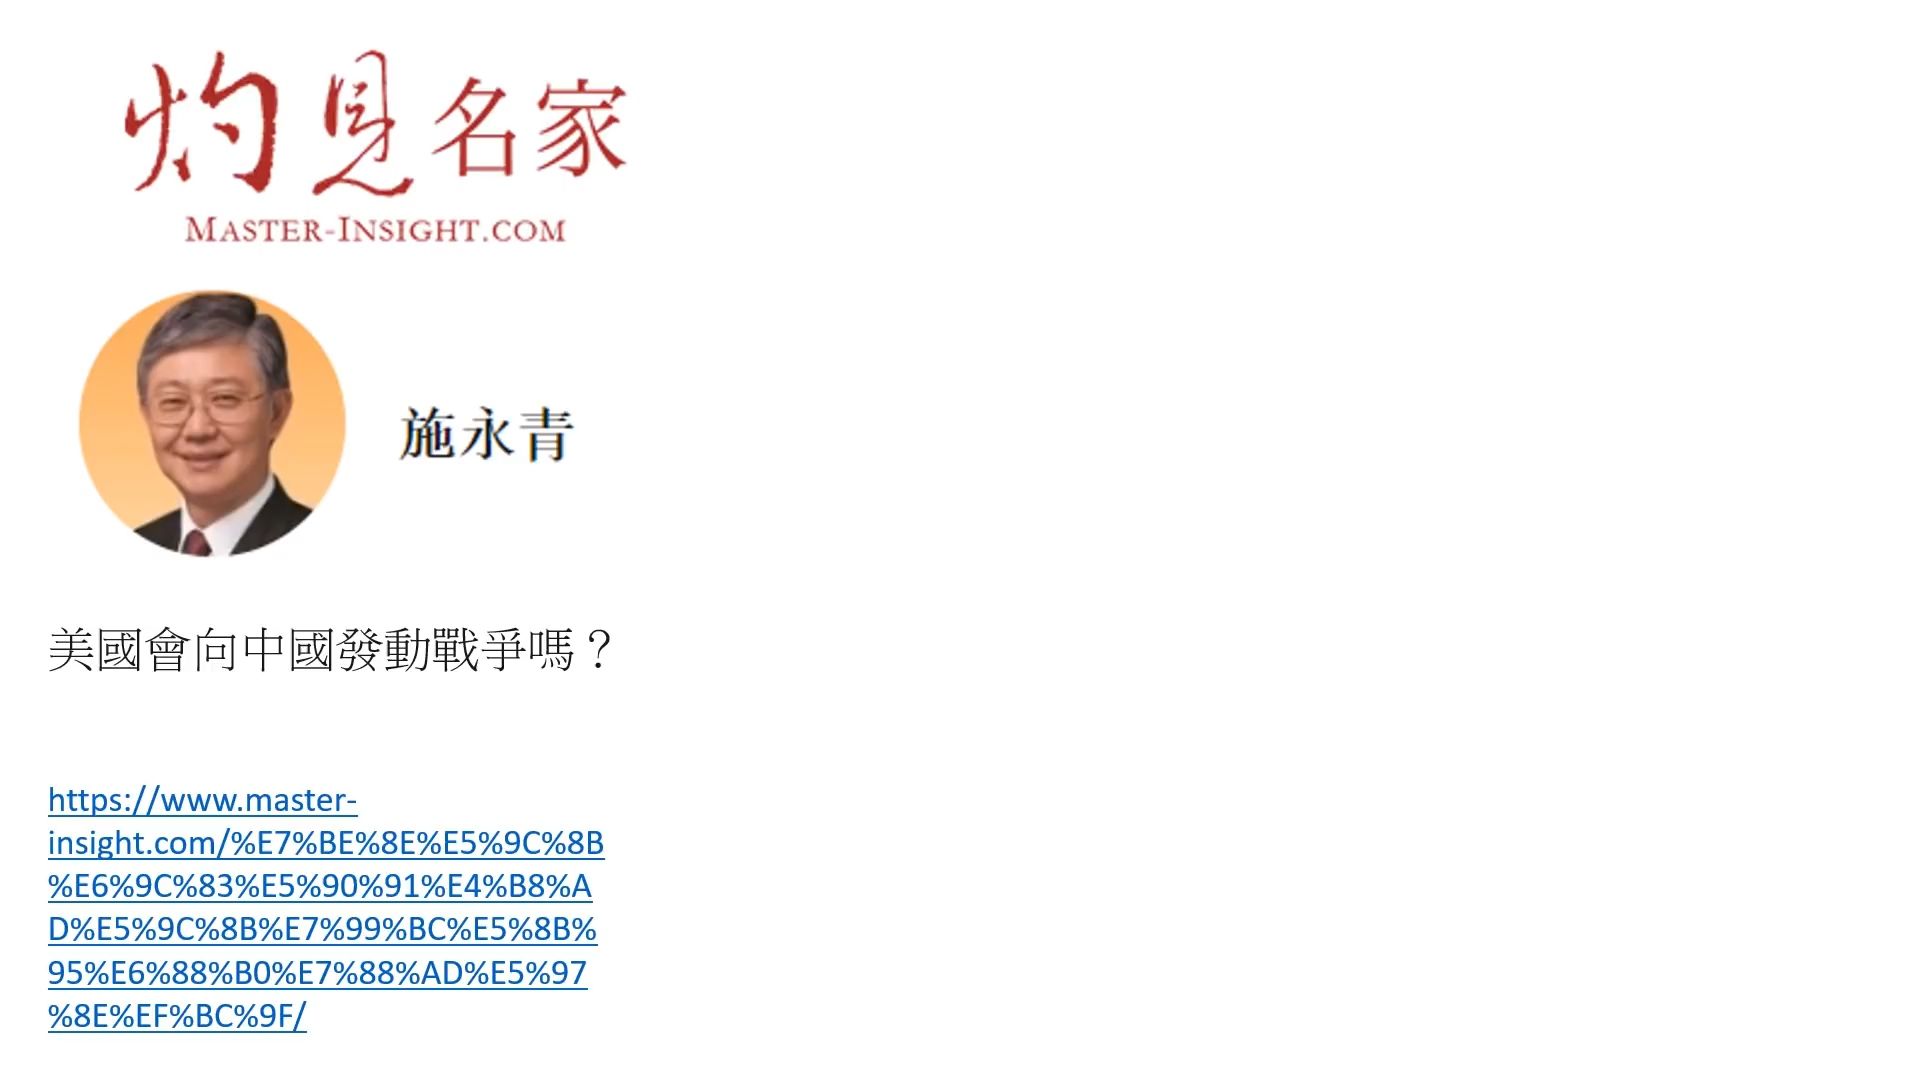 灼見名家
MASTER-INSIGHT.COM
施永青
美國會向中國發動戰爭嗎？
https://www.master-
insight.com/%E7%BE%8E%E5%9C%8B
%E6%9C%83%E5%90%91%E4%B8%A
D%E5%9C%8B%E7%99%BC%E5%8B%
95%E6%88%B0%E7%88%AD%E5%97
%8E%EF%BC%9F/